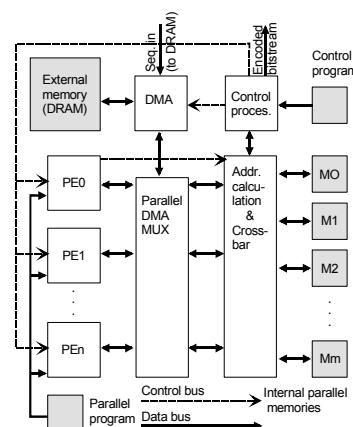 Seq. in
(to DRAM)
Encoded
bitstream
Control
program
External
memory
(DRAM)
DMA
Control
proces.
PE0
Parallel
DMA
MUX
Addr.
calcu-
lation
&
Cross-
bar
MO
PE1
M1
M2
PEn
Mm
Control bus
Internal parallel
memories
Parallel
program
Data bus